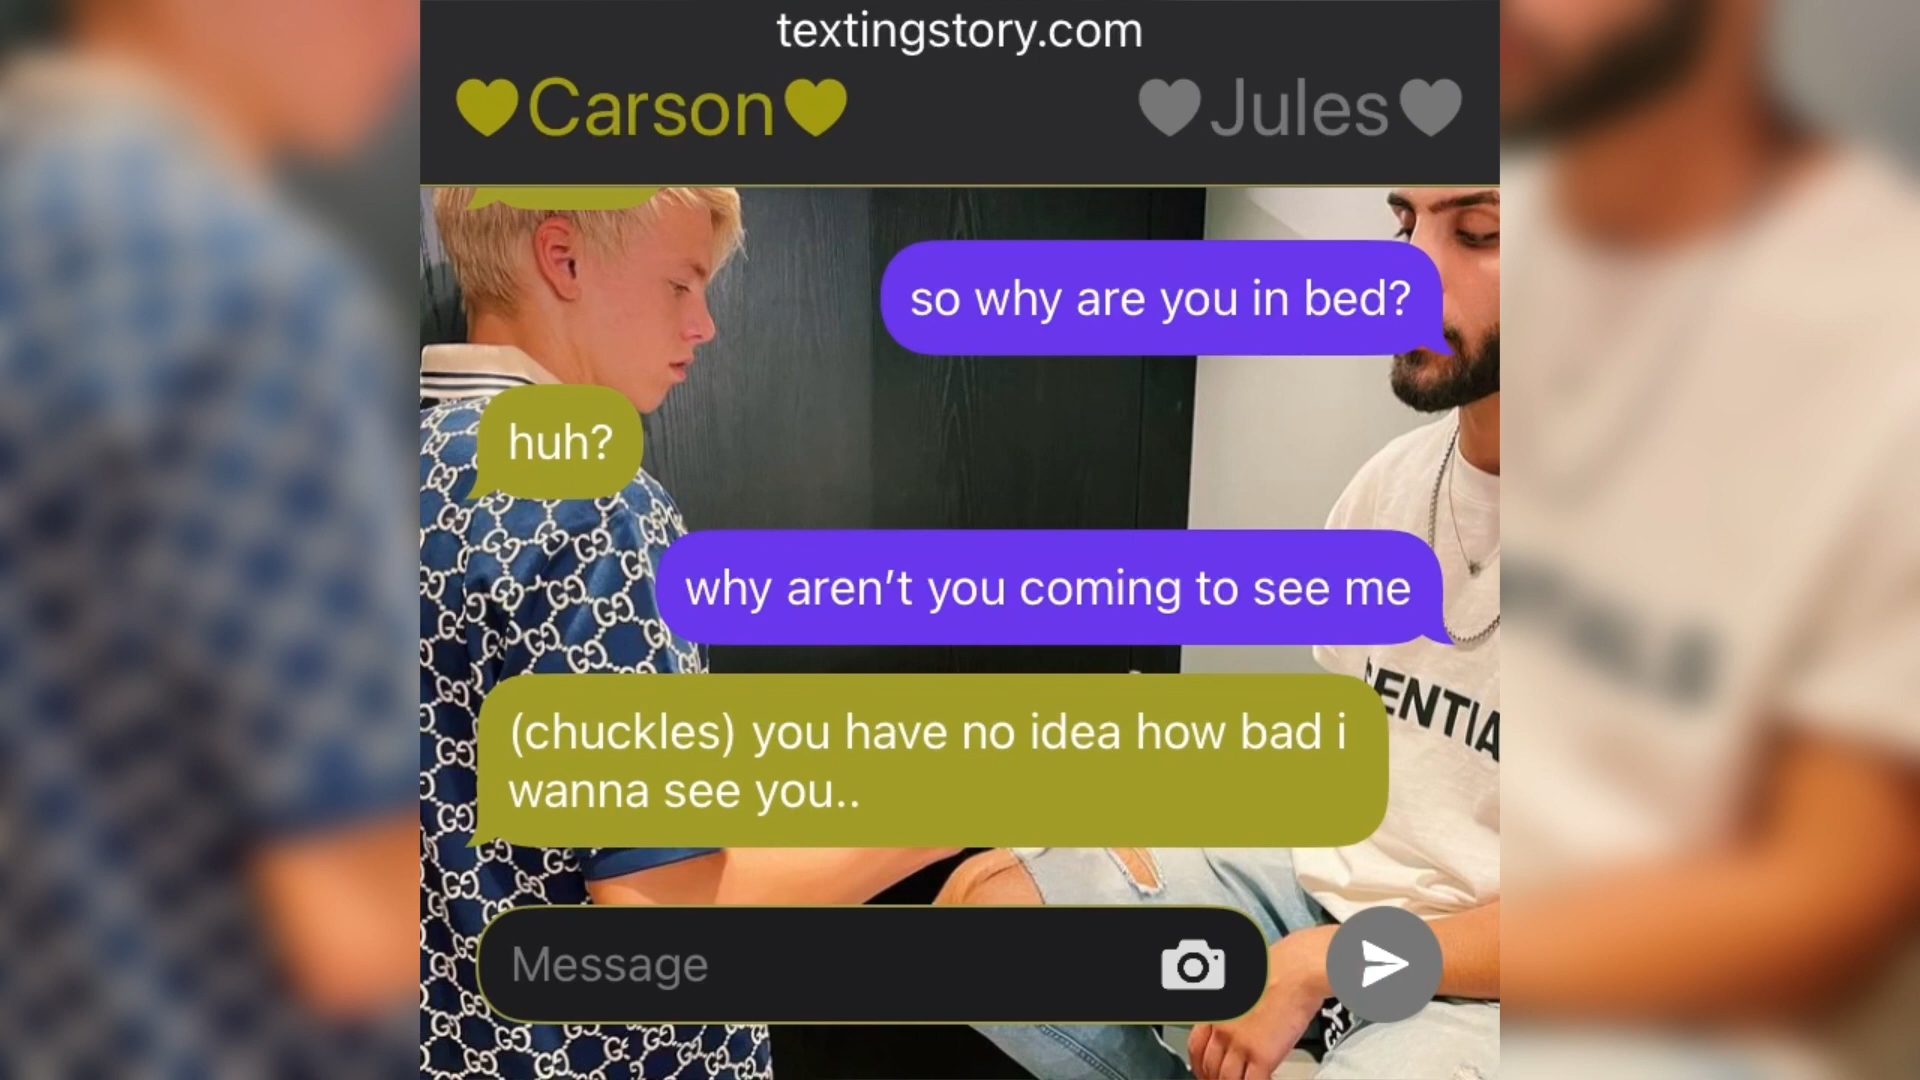 textingstory.com
♥Carson♥ ♥Jules♥
so why are you in bed?
huh?
why aren’t you coming to see me
ENTIA
(chuckles) you have no idea how bad i
wanna see you..
Message